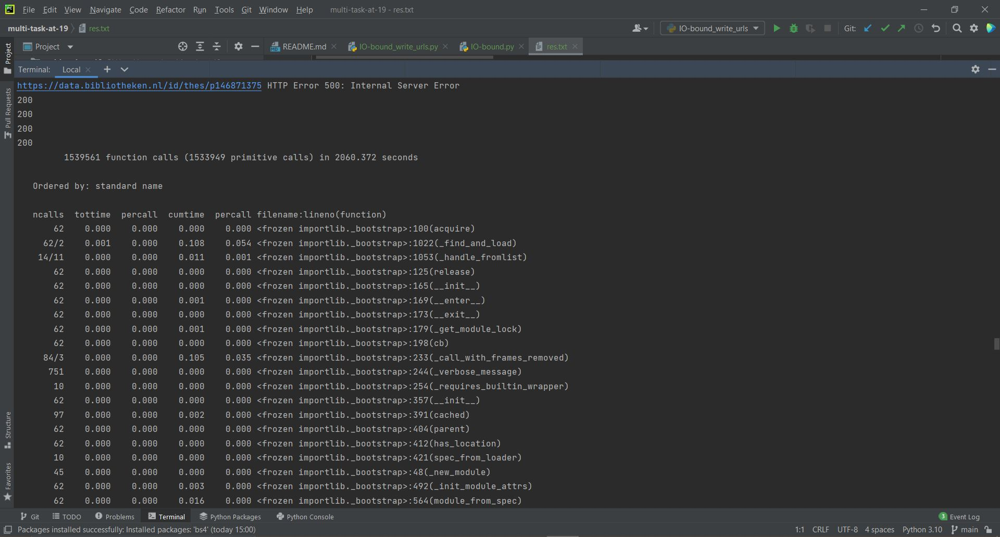 PC File Edit View Navigate Code Refactor Run Tools Git Window Help multi-task-at-19 - res.txt
multi-task-at-19 res.txt IO-bound_write_urls Git:
Project README.md IO-bound_write_urls.py IO-bound.py res.txt
Terminal: Local
https://data.bibliotheken.nl/id/thes/p146871375 HTTP Error 500: Internal Server Error
200
200
200
200
1539561 function calls (1533949 primitive calls) in 2060.372 seconds
Ordered by: standard name
ncalls tottime percall cumtime percall filename:lineno(function)
62 0.000 0.000 0.000 0.000 <frozen importlib._bootstrap>:100(acquire)
62/2 0.001 0.000 0.108 0.054 <frozen importlib._bootstrap>:1022(_find_and_load)
14/11 0.000 0.000 0.011 0.001 <frozen importlib._bootstrap>:1053(_handle_fromlist)
62 0.000 0.000 0.000 0.000 <frozen importlib._bootstrap>:125(release)
62 0.000 0.000 0.000 0.000 <frozen importlib._bootstrap>:165(__init__)
62 0.000 0.000 0.001 0.000 <frozen importlib._bootstrap>:169(__enter__)
62 0.000 0.000 0.000 0.000 <frozen importlib._bootstrap>:173(__exit__)
62 0.000 0.000 0.001 0.000 <frozen importlib._bootstrap>:179(_get_module_lock)
62 0.000 0.000 0.000 0.000 <frozen importlib._bootstrap>:198(cb)
84/3 0.000 0.000 0.105 0.035 <frozen importlib._bootstrap>:233(_call_with_frames_removed)
751 0.000 0.000 0.000 0.000 <frozen importlib._bootstrap>:244(_verbose_message)
10 0.000 0.000 0.000 0.000 <frozen importlib._bootstrap>:254(_requires_builtin_wrapper)
62 0.000 0.000 0.000 0.000 <frozen importlib._bootstrap>:357(__init__)
97 0.000 0.000 0.002 0.000 <frozen importlib._bootstrap>:391(cached)
62 0.000 0.000 0.000 0.000 <frozen importlib._bootstrap>:404(parent)
62 0.000 0.000 0.000 0.000 <frozen importlib._bootstrap>:412(has_location)
10 0.000 0.000 0.000 0.000 <frozen importlib._bootstrap>:421(spec_from_loader)
45 0.000 0.000 0.000 0.000 <frozen importlib._bootstrap>:48(_new_module)
62 0.000 0.000 0.003 0.000 <frozen importlib._bootstrap>:492(_init_module_attrs)
62 0.000 0.000 0.016 0.000 <frozen importlib._bootstrap>:564(module_from_spec)
Project
Pull Requests
Structure
Favorites
Git TODO Problems Terminal Python Packages Python Console 3 Event Log
Packages installed successfully: Installed packages: 'bs4' (today 15:00) 1:1 CRLF UTF-8 4 spaces Python 3.10 main